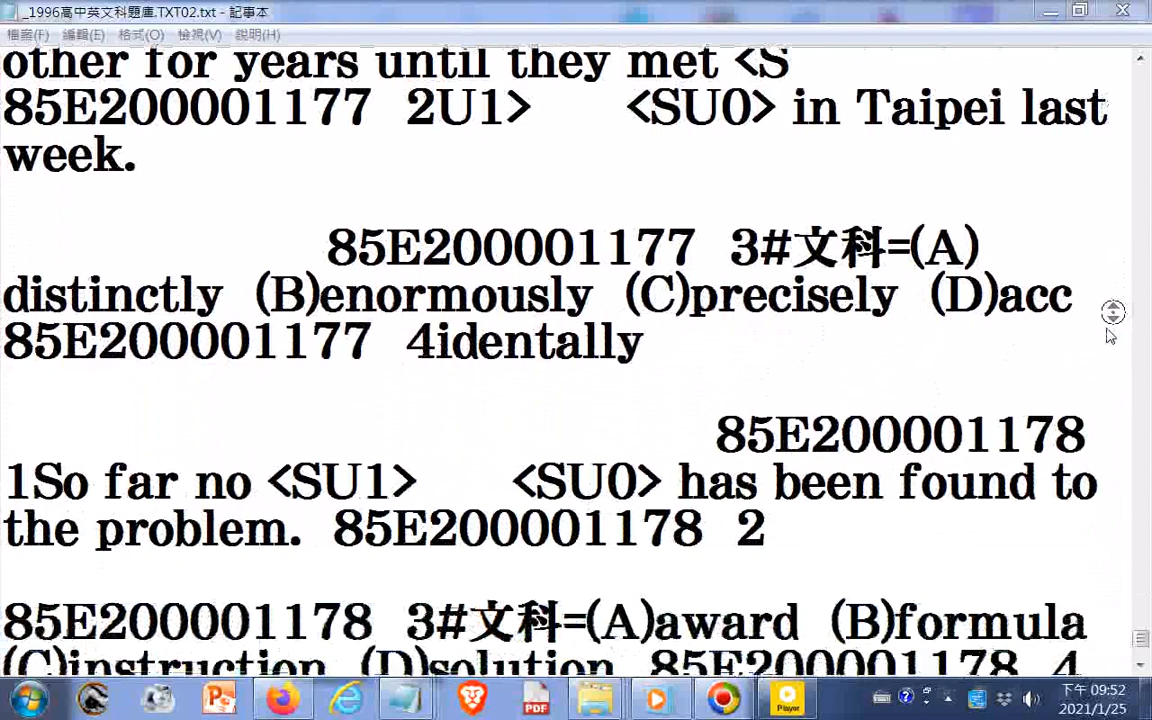 _1996高中英文科題庫.TXT02.txt - 記事本
檔案(F) 編輯(E) 格式(O) 檢視(V) 說明(H)
other for years until they met <S
85E200001177 2U1> <SU0> in Taipei last
week.
85E200001177 3#文科=(A)
distinctly (B)enormously (C)precisely (D)acc
85E200001177 4identally
85E200001178
1So far no <SU1> <SU0> has been found to
the problem. 85E200001178 2
85E200001178 3#文科=(A)award (B)formula
(C)instruction (D)solution 85E200001178 4
PDF
Player
下午 09:52
2021/1/25